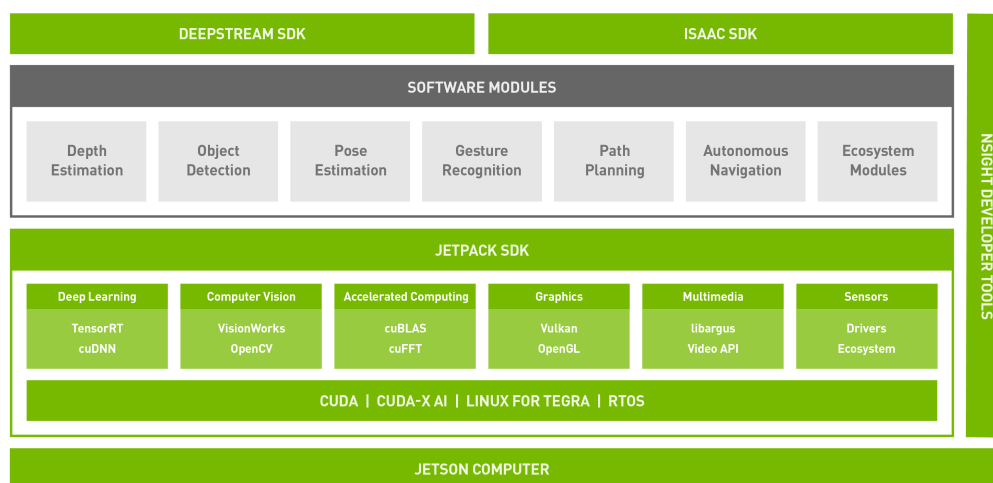 DEEPSTREAM SDK
ISAAC SDK
SOFTWARE MODULES
Depth
Estimation
Object
Detection
Pose
Estimation
Gesture
Recognition
Path
Planning
Autonomous
Navigation
Ecosystem
Modules
JETPACK SDK
Deep Learning
TensorRT
cuDNN
Computer Vision
VisionWorks
OpenCV
Accelerated Computing
cuBLAS
cuFFT
Graphics
Vulkan
OpenGL
Multimedia
libargus
Video API
Sensors
Drivers
Ecosystem
CUDA | CUDA-X AI | LINUX FOR TEGRA | RTOS
NSIGHT DEVELOPER TOOLS
JETSON COMPUTER